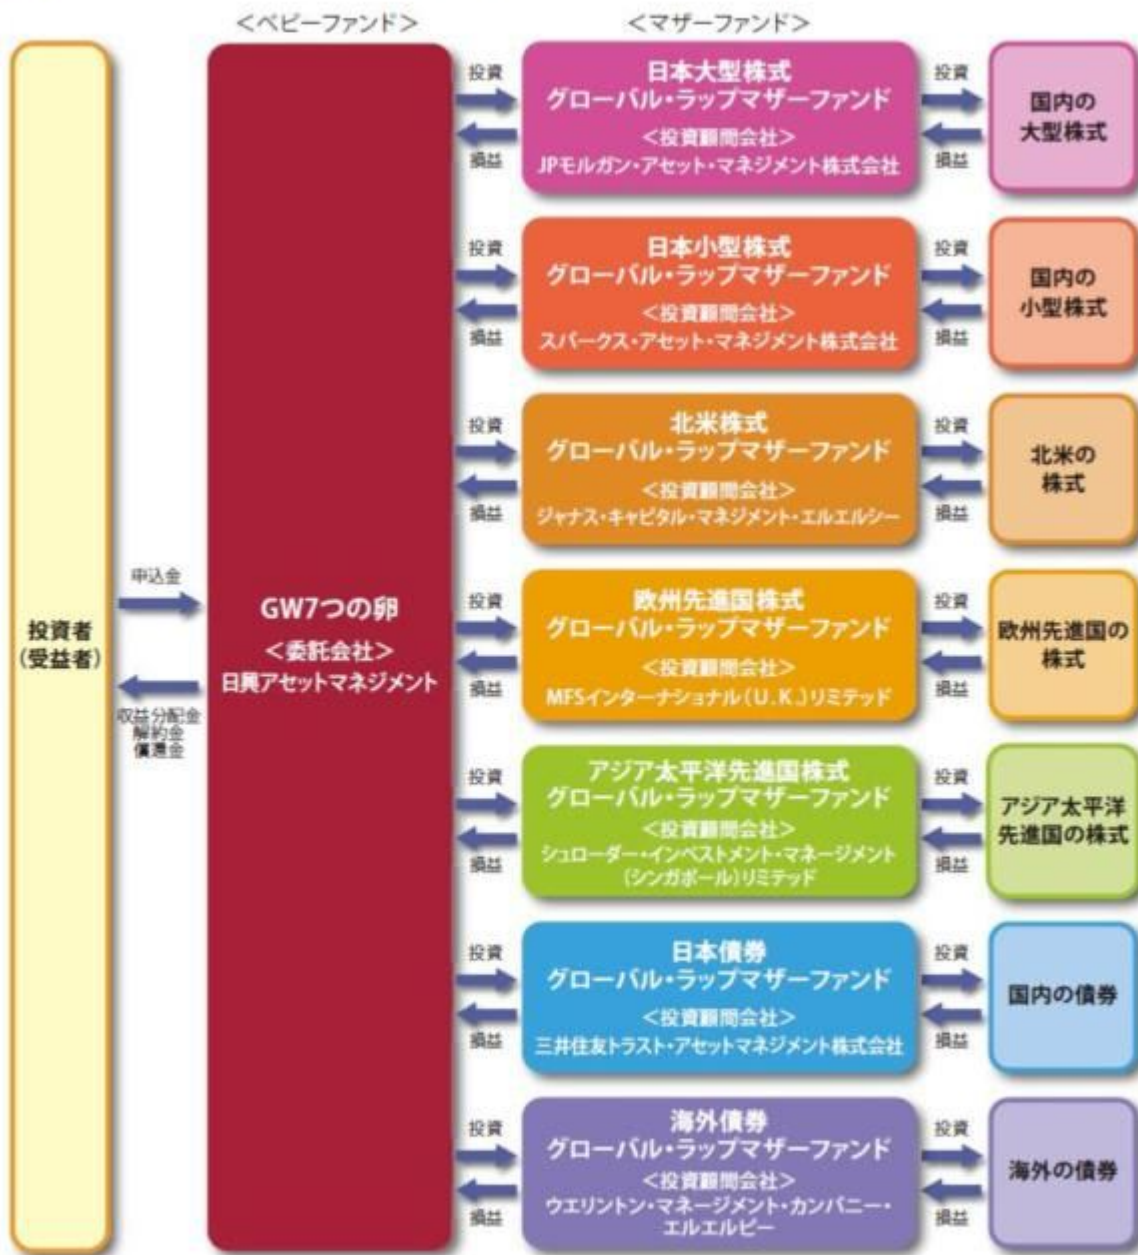 ＜ベビーファンド＞
＜マザーファンド＞
投資者
（受益者）
申込金
収益分配金
解約金
償還金
GW7つの卵
＜委託会社＞
日興アセットマネジメント
投資
損益
日本大型株式
グローバル・ラップマザーファンド
＜投資顧問会社＞
JPモルガン・アセット・マネジメント株式会社
投資
損益
国内の
大型株式
投資
損益
日本小型株式
グローバル・ラップマザーファンド
＜投資顧問会社＞
スパークス・アセット・マネジメント株式会社
投資
損益
国内の
小型株式
投資
損益
北米株式
グローバル・ラップマザーファンド
＜投資顧問会社＞
ジャナス・キャピタル・マネジメント・エルエルシー
投資
損益
北米の
株式
投資
損益
欧州先進国株式
グローバル・ラップマザーファンド
＜投資顧問会社＞
MFSインターナショナル（U.K.）リミテッド
投資
損益
欧州先進国の
株式
投資
損益
アジア太平洋先進国株式
グローバル・ラップマザーファンド
＜投資顧問会社＞
シュローダー・インベストメント・マネージメント
（シンガポール）リミテッド
投資
損益
アジア太平洋
先進国の株式
投資
損益
日本債券
グローバル・ラップマザーファンド
＜投資顧問会社＞
三井住友トラスト・アセットマネジメント株式会社
投資
損益
国内の債券
投資
損益
海外債券
グローバル・ラップマザーファンド
＜投資顧問会社＞
ウエリントン・マネージメント・カンパニー・
エルエルピー
投資
損益
海外の債券